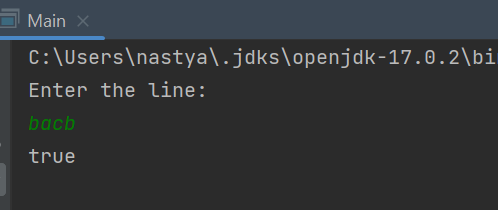 Main
C:\Users\nastya\.jdks\openjdk-17.0.2\bi
Enter the line:
bacb
true